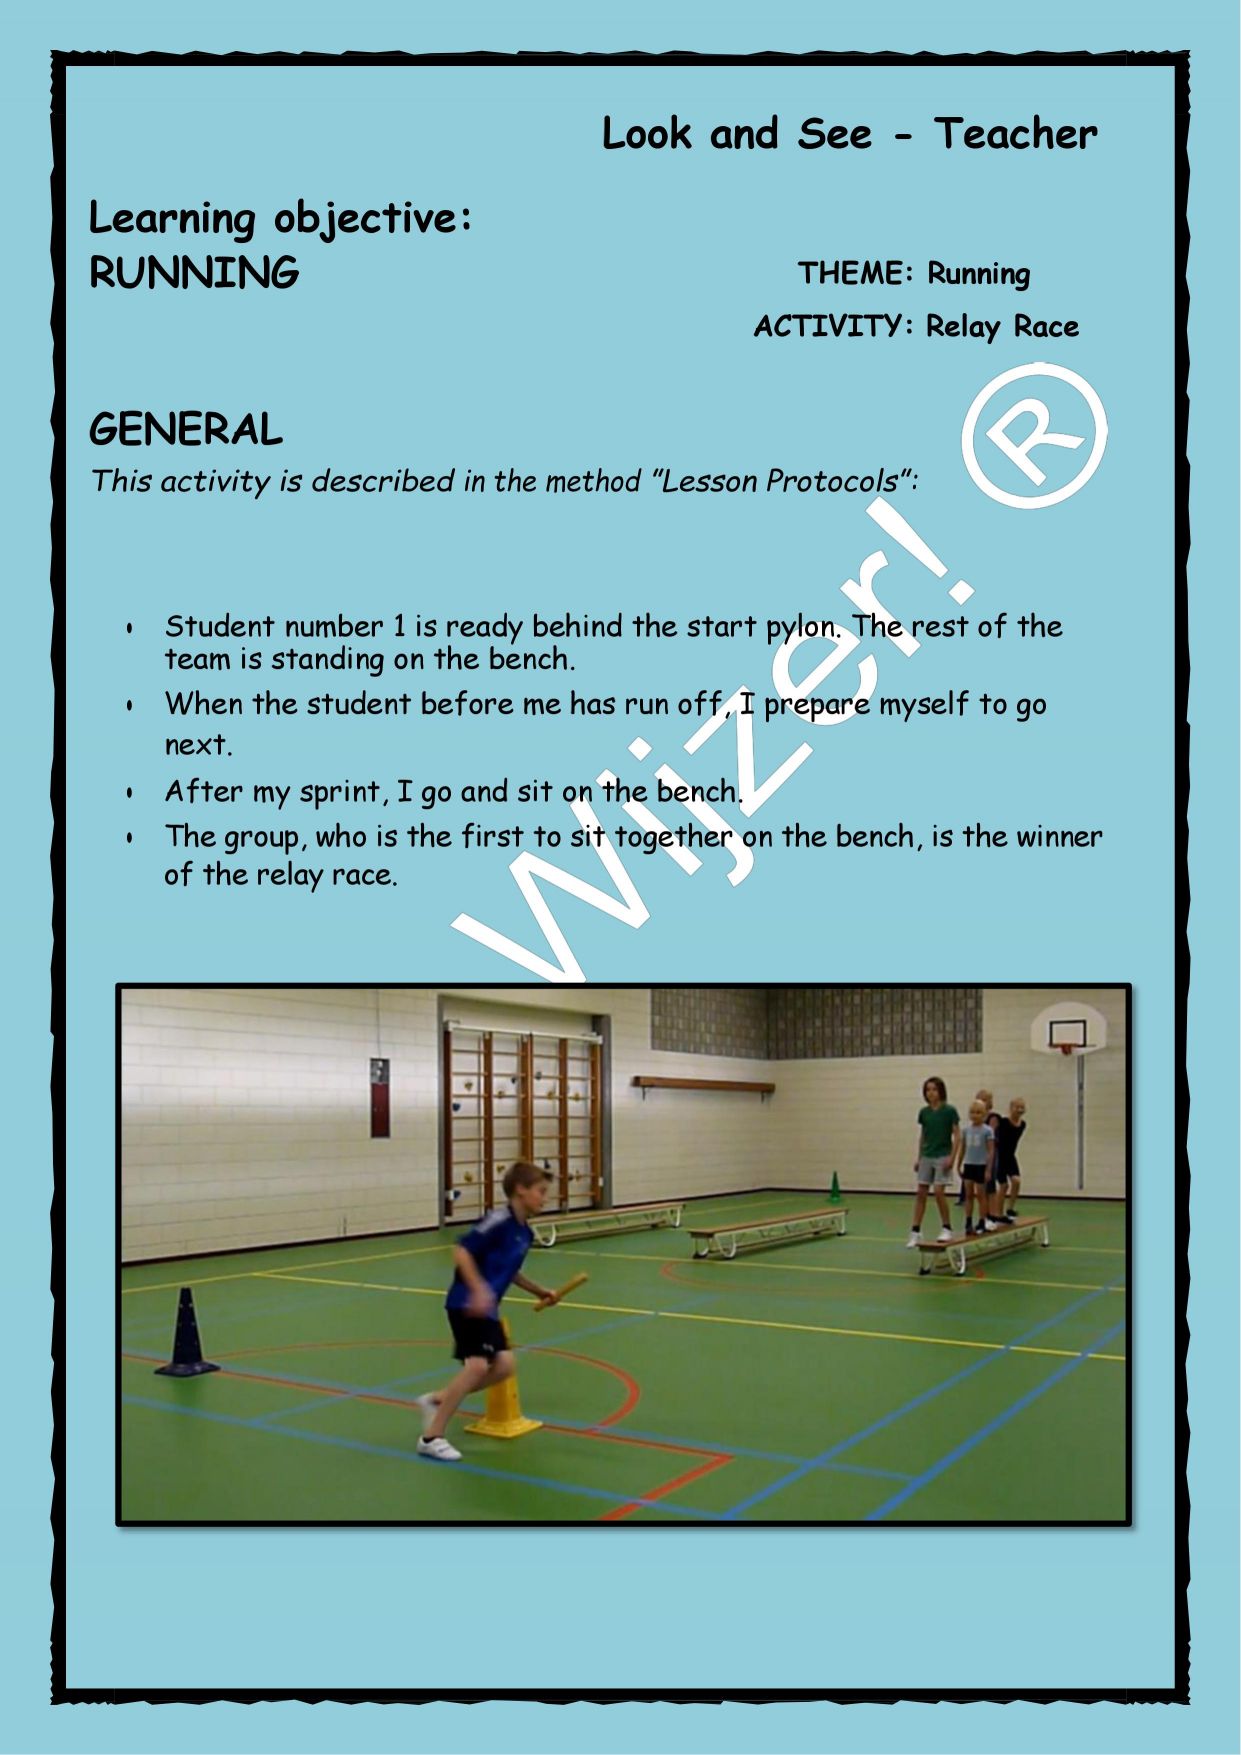 Look and See - Teacher
Learning objective:
RUNNING
THEME: Running
ACTIVITY: Relay Race
GENERAL
This activity is described in the method "Lesson Protocols":
• Student number 1 is ready behind the start pylon. The rest of the
team is standing on the bench.
• When the student before me has run off, I prepare myself to go
next.
• After my sprint, I go and sit on the bench.
• The group, who is the first to sit together on the bench, is the winner
of the relay race.
Wijzer! ®